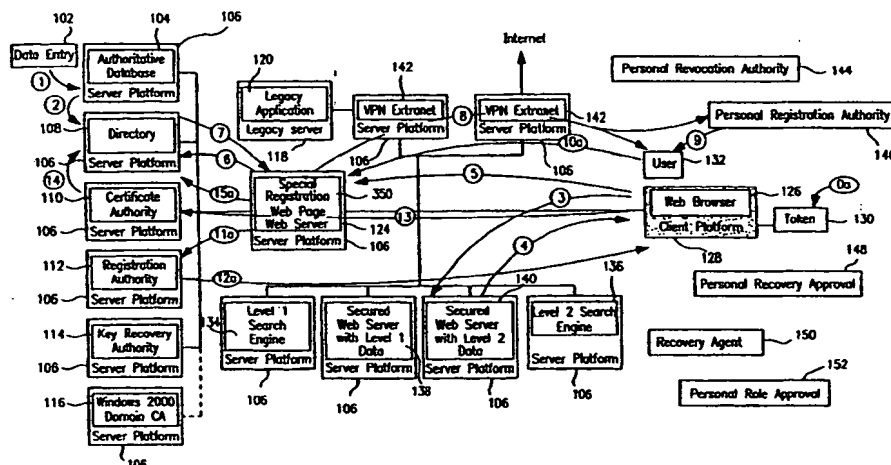 102
Data Entry
1
104
106
Authoritative
Database
Server Platform
2
108
Directory
Server Platform
106
14
110
Certificate
Authority
Server Platform
106
112
Registration
Authority
Server Platform
106
114
Key Recovery
Authority
Server Platform
106
116
Windows 2000
Domain CA
Server Platform
106
7
6
15a
13
11a
12a
120
Legacy
Application
Legacy server
118
142
VPN Extranet
Server Platform
106
8
Internet
VPN Extranet
Server Platform
142
106
10a
Special
Registration
Web Page
Web Server
Server Platform
350
124
106
5
3
4
Personal Revocation Authority
144
Personal Registration Authority
146
9
User
132
126
Web Browser
Client Platform
128
0a
Token
130
148
Personal Recovery Approval
134
Level 1
Search
Engine
Server Platform
106
Secured
Web Server
with Level 1
Data
Server Platform
138
106
140
Secured
Web Server
with Level 2
Data
Server Platform
106
136
Level 2 Search
Engine
Server Platform
106
Recovery Agent
150
152
Personal Role Approval